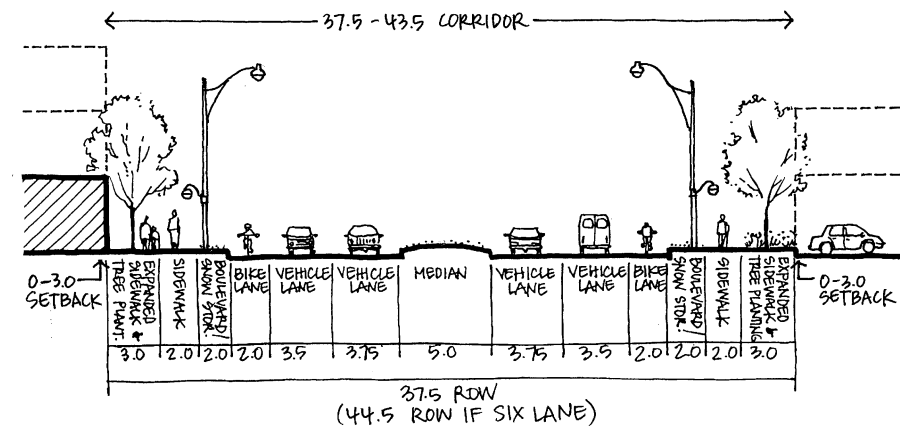 37.5 - 43.5 CORRIDOR
0-3.0
SETBACK
EXPANDED
SIDEWALK &
TREE PLANT.
SIDEWALK
BOULEVARD/
SNOW STOR.
BIKE
LANE
VEHICLE
LANE
VEHICLE
LANE
MEDIAN
VEHICLE
LANE
VEHICLE
LANE
BIKE
LANE
BOULEVARD/
SNOW STOR.
SIDEWALK
EXPANDED
SIDEWALK &
TREE PLANTING
0-3.0
SETBACK
3.0 2.0 2.0 2.0 3.5 3.75 5.0 3.75 3.5 2.0 2.0 2.0 3.0
37.5 ROW
(44.5 ROW IF SIX LANE)